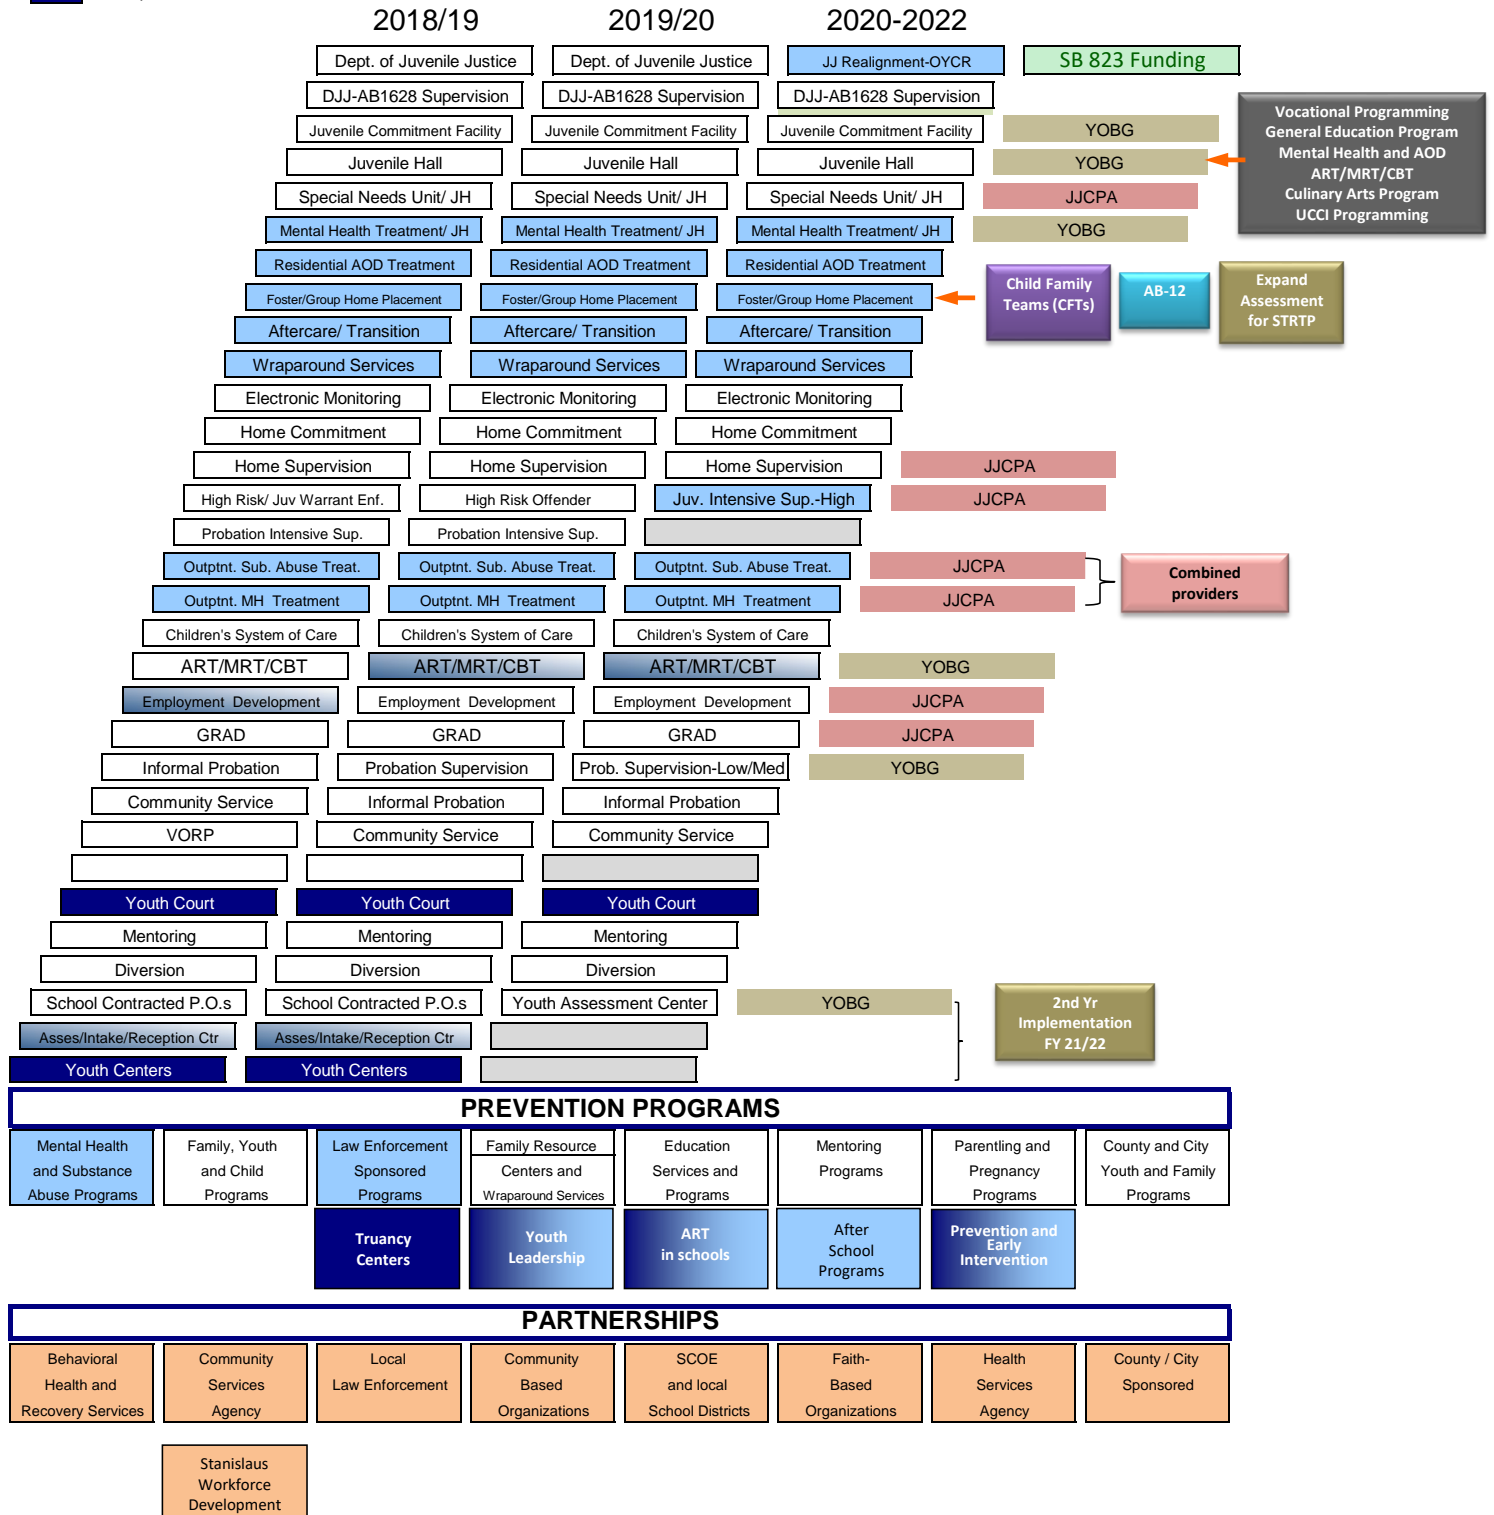 2018/19 2019/20 2020-2022
Dept. of Juvenile Justice Dept. of Juvenile Justice JJ Realignment-OYCR SB 823 Funding
DJJ-AB1628 Supervision DJJ-AB1628 Supervision DJJ-AB1628 Supervision
Juvenile Commitment Facility Juvenile Commitment Facility Juvenile Commitment Facility YOBG
Juvenile Hall Juvenile Hall Juvenile Hall YOBG
Vocational Programming
General Education Program
Mental Health and AOD
ART/MRT/CBT
Culinary Arts Program
UCCI Programming
Special Needs Unit/ JH Special Needs Unit/ JH Special Needs Unit/ JH JJCPA
Mental Health Treatment/ JH Mental Health Treatment/ JH Mental Health Treatment/ JH YOBG
Residential AOD Treatment Residential AOD Treatment Residential AOD Treatment
Foster/Group Home Placement Foster/Group Home Placement Foster/Group Home Placement
Child Family
Teams (CFTs)
AB-12
Expand
Assessment
for STRTP
Aftercare/ Transition Aftercare/ Transition Aftercare/ Transition
Wraparound Services Wraparound Services Wraparound Services
Electronic Monitoring Electronic Monitoring Electronic Monitoring
Home Commitment Home Commitment Home Commitment
Home Supervision Home Supervision Home Supervision JJCPA
High Risk/ Juv Warrant Enf. High Risk Offender Juv. Intensive Sup.-High JJCPA
Probation Intensive Sup. Probation Intensive Sup.
Outptnt. Sub. Abuse Treat. Outptnt. Sub. Abuse Treat. Outptnt. Sub. Abuse Treat. JJCPA
Outptnt. MH Treatment Outptnt. MH Treatment Outptnt. MH Treatment JJCPA
Combined
providers
Children's System of Care Children's System of Care Children's System of Care
ART/MRT/CBT ART/MRT/CBT ART/MRT/CBT YOBG
Employment Development Employment Development Employment Development JJCPA
GRAD GRAD GRAD JJCPA
Informal Probation Probation Supervision Prob. Supervision-Low/Med YOBG
Community Service Informal Probation Informal Probation
VORP Community Service Community Service
Youth Court Youth Court Youth Court
Mentoring Mentoring Mentoring
Diversion Diversion Diversion
School Contracted P.O.s School Contracted P.O.s Youth Assessment Center YOBG
Asses/Intake/Reception Ctr Asses/Intake/Reception Ctr
Youth Centers Youth Centers
2nd Yr
Implementation
FY 21/22
PREVENTION PROGRAMS
Mental Health
and Substance
Abuse Programs
Family, Youth
and Child
Programs
Law Enforcement
Sponsored
Programs
Family Resource
Centers and
Wraparound Services
Education
Services and
Programs
Mentoring
Programs
Parentling and
Pregnancy
Programs
County and City
Youth and Family
Programs
Truancy
Centers
Youth
Leadership
ART
in schools
After
School
Programs
Prevention and
Early
Intervention
PARTNERSHIPS
Behavioral
Health and
Recovery Services
Community
Services
Agency
Local
Law Enforcement
Community
Based
Organizations
SCOE
and local
School Districts
Faith-
Based
Organizations
Health
Services
Agency
County / City
Sponsored
Stanislaus
Workforce
Development